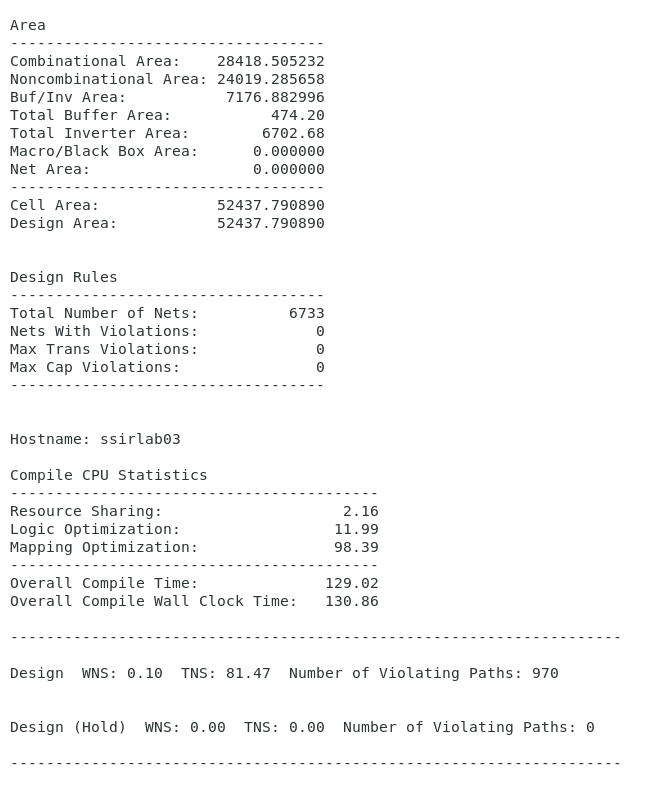 Area
-----------------------------------
Combinational Area:    28418.505232
Noncombinational Area: 24019.285658
Buf/Inv Area:           7176.882996
Total Buffer Area:           474.20
Total Inverter Area:        6702.68
Macro/Black Box Area:      0.000000
Net Area:                  0.000000
-----------------------------------
Cell Area:             52437.790890
Design Area:           52437.790890
Design Rules
-----------------------------------
Total Number of Nets:          6733
Nets With Violations:             0
Max Trans Violations:             0
Max Cap Violations:               0
-----------------------------------
Hostname: ssirlab03
Compile CPU Statistics
-----------------------------------------
Resource Sharing:                    2.16
Logic Optimization:                 11.99
Mapping Optimization:               98.39
-----------------------------------------
Overall Compile Time:              129.02
Overall Compile Wall Clock Time:   130.86
--------------------------------------------------------------------
Design  WNS: 0.10  TNS: 81.47  Number of Violating Paths: 970
Design (Hold)  WNS: 0.00  TNS: 0.00  Number of Violating Paths: 0
--------------------------------------------------------------------